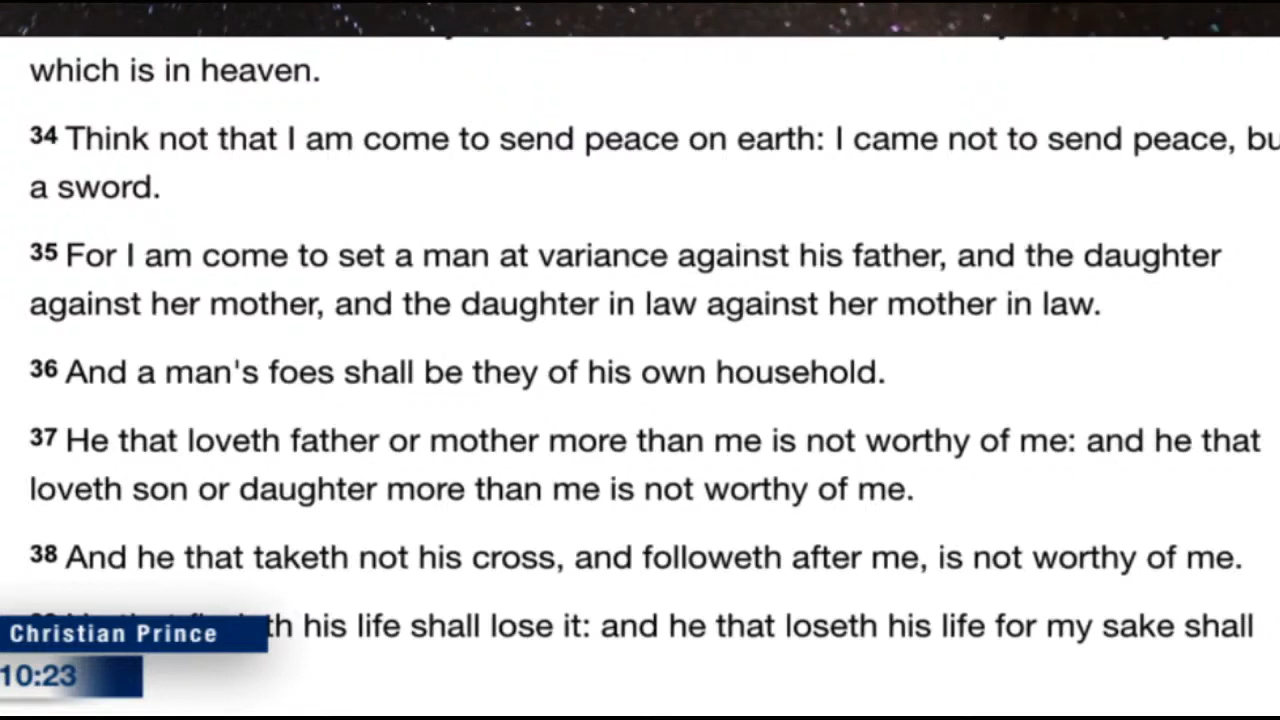 which is in heaven.
34 Think not that I am come to send peace on earth: I came not to send peace, bu
a sword.
35 For I am come to set a man at variance against his father, and the daughter
against her mother, and the daughter in law against her mother in law.
36 And a man's foes shall be they of his own household.
37 He that loveth father or mother more than me is not worthy of me: and he that
loveth son or daughter more than me is not worthy of me.
38 And he that taketh not his cross, and followeth after me, is not worthy of me.
th his life shall lose it: and he that loseth his life for my sake shall
Christian Prince
10:23